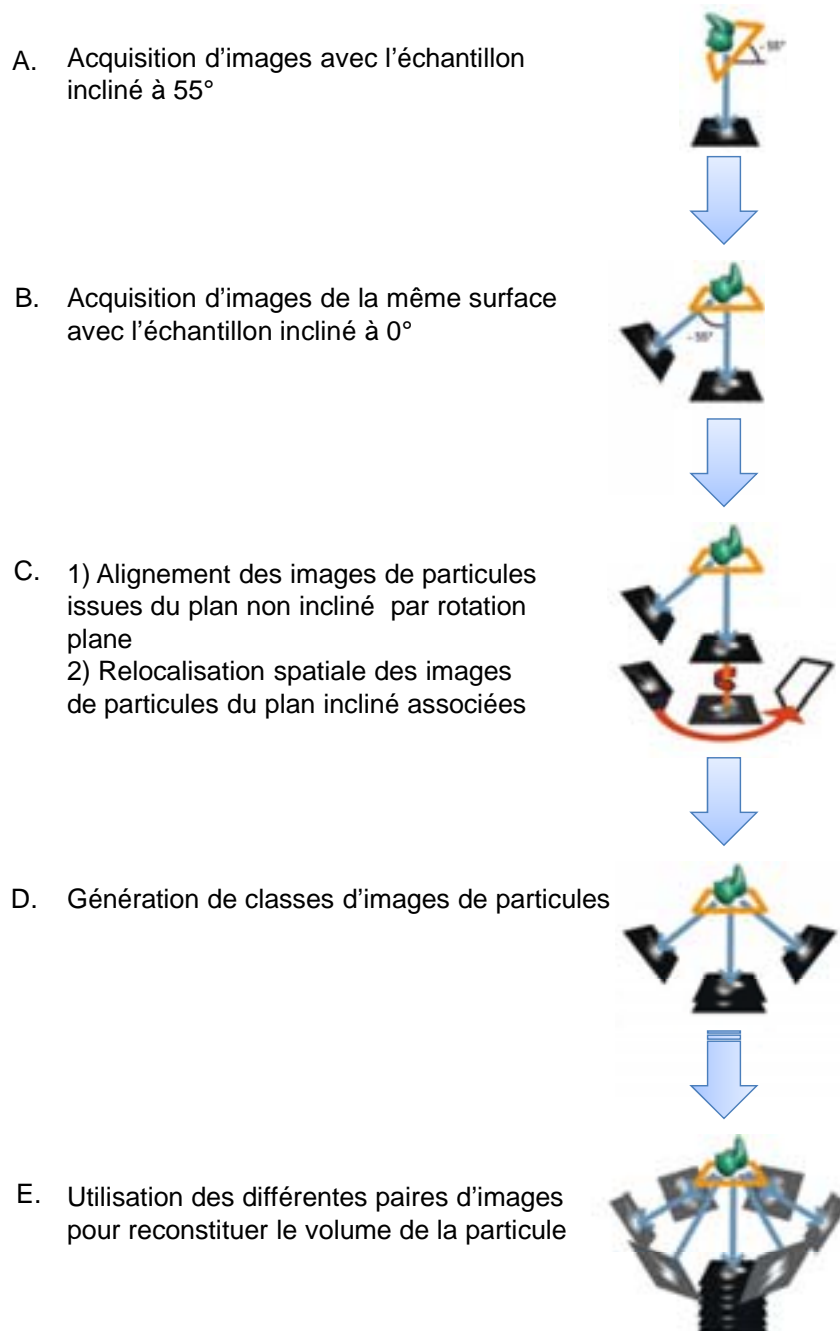 A. Acquisition d'images avec l'échantillon
incliné à 55°
- 55°
B. Acquisition d'images de la même surface
avec l'échantillon incliné à 0°
- 55°
C. 1) Alignement des images de particules
issues du plan non incliné par rotation
plane
2) Relocalisation spatiale des images
de particules du plan incliné associées
D. Génération de classes d'images de particules
E. Utilisation des différentes paires d'images
pour reconstituer le volume de la particule